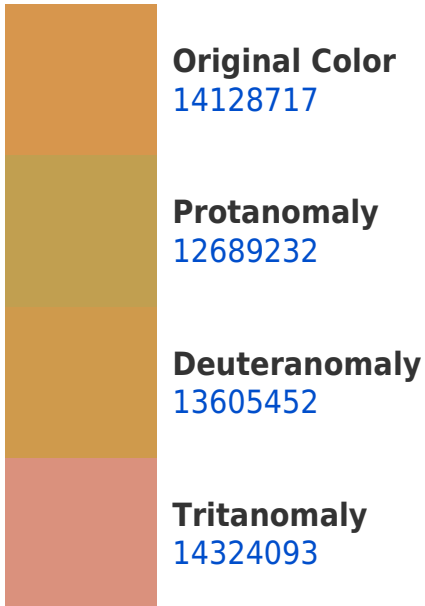 Original Color
14128717
Protanomaly
12689232
Deuteranomaly
13605452
Tritanomaly
14324093